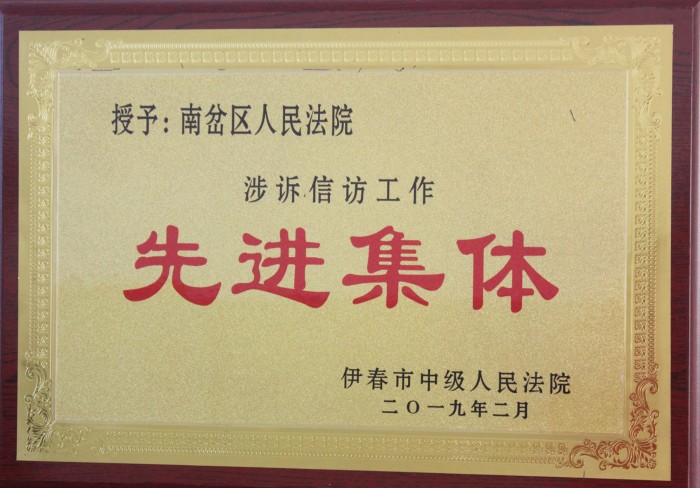 授予：南岔区人民法院
涉诉信访工作
先进集体
伊春市中级人民法院
二〇一九年二月